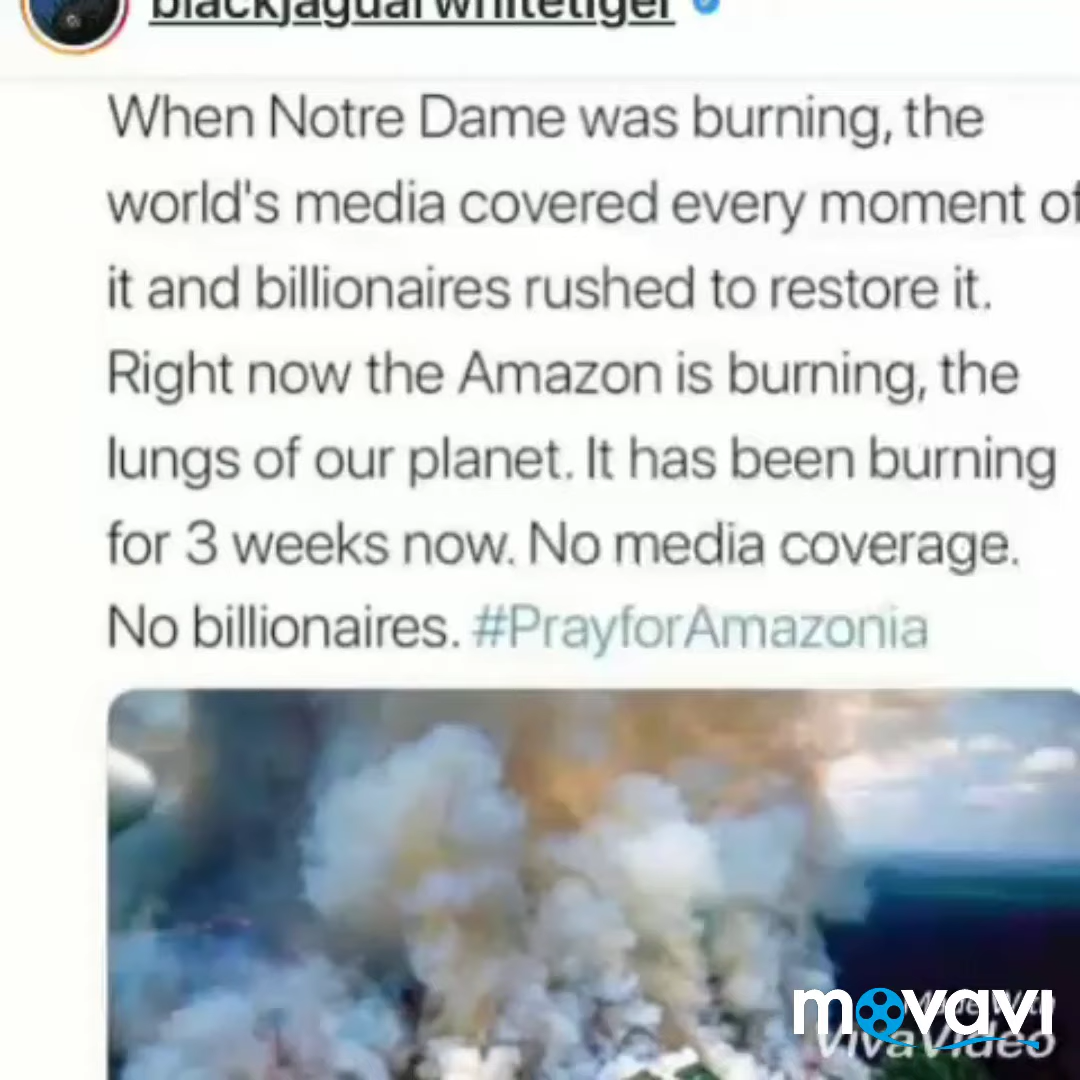 blackjaguarwhitetiger
When Notre Dame was burning, the
world's media covered every moment of
it and billionaires rushed to restore it.
Right now the Amazon is burning, the
lungs of our planet. It has been burning
for 3 weeks now. No media coverage.
No billionaires. #PrayforAmazonia
movavi
VivaVideo